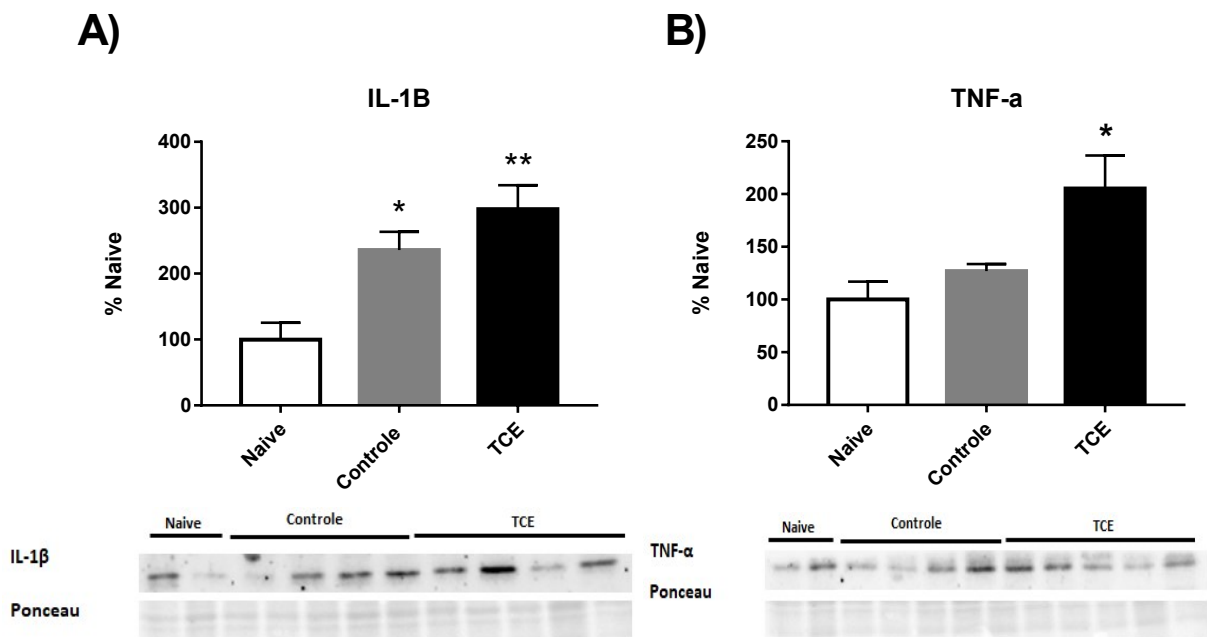 A)
B)
IL-1B
TNF-a
% Naive
400
300
200
100
0
*
**
Naive
Controle
TCE
% Naive
250
200
150
100
50
0
*
Naive
Controle
TCE
Naive Controle TCE
IL-1β
Ponceau
Naive Controle TCE
TNF-α
Ponceau